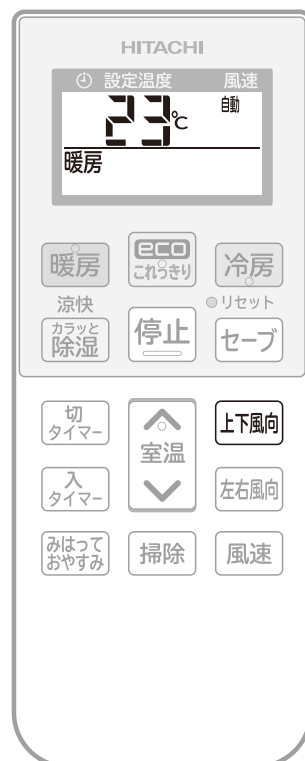 HITACHI
設定温度 風速
23℃ 自動
暖房
暖房 eco これっきり 冷房
涼快 リセット
カラッと除湿 停止 セーブ
切タイマー 室温 上下風向
入タイマー 左右風向
みはっておやすみ 掃除 風速